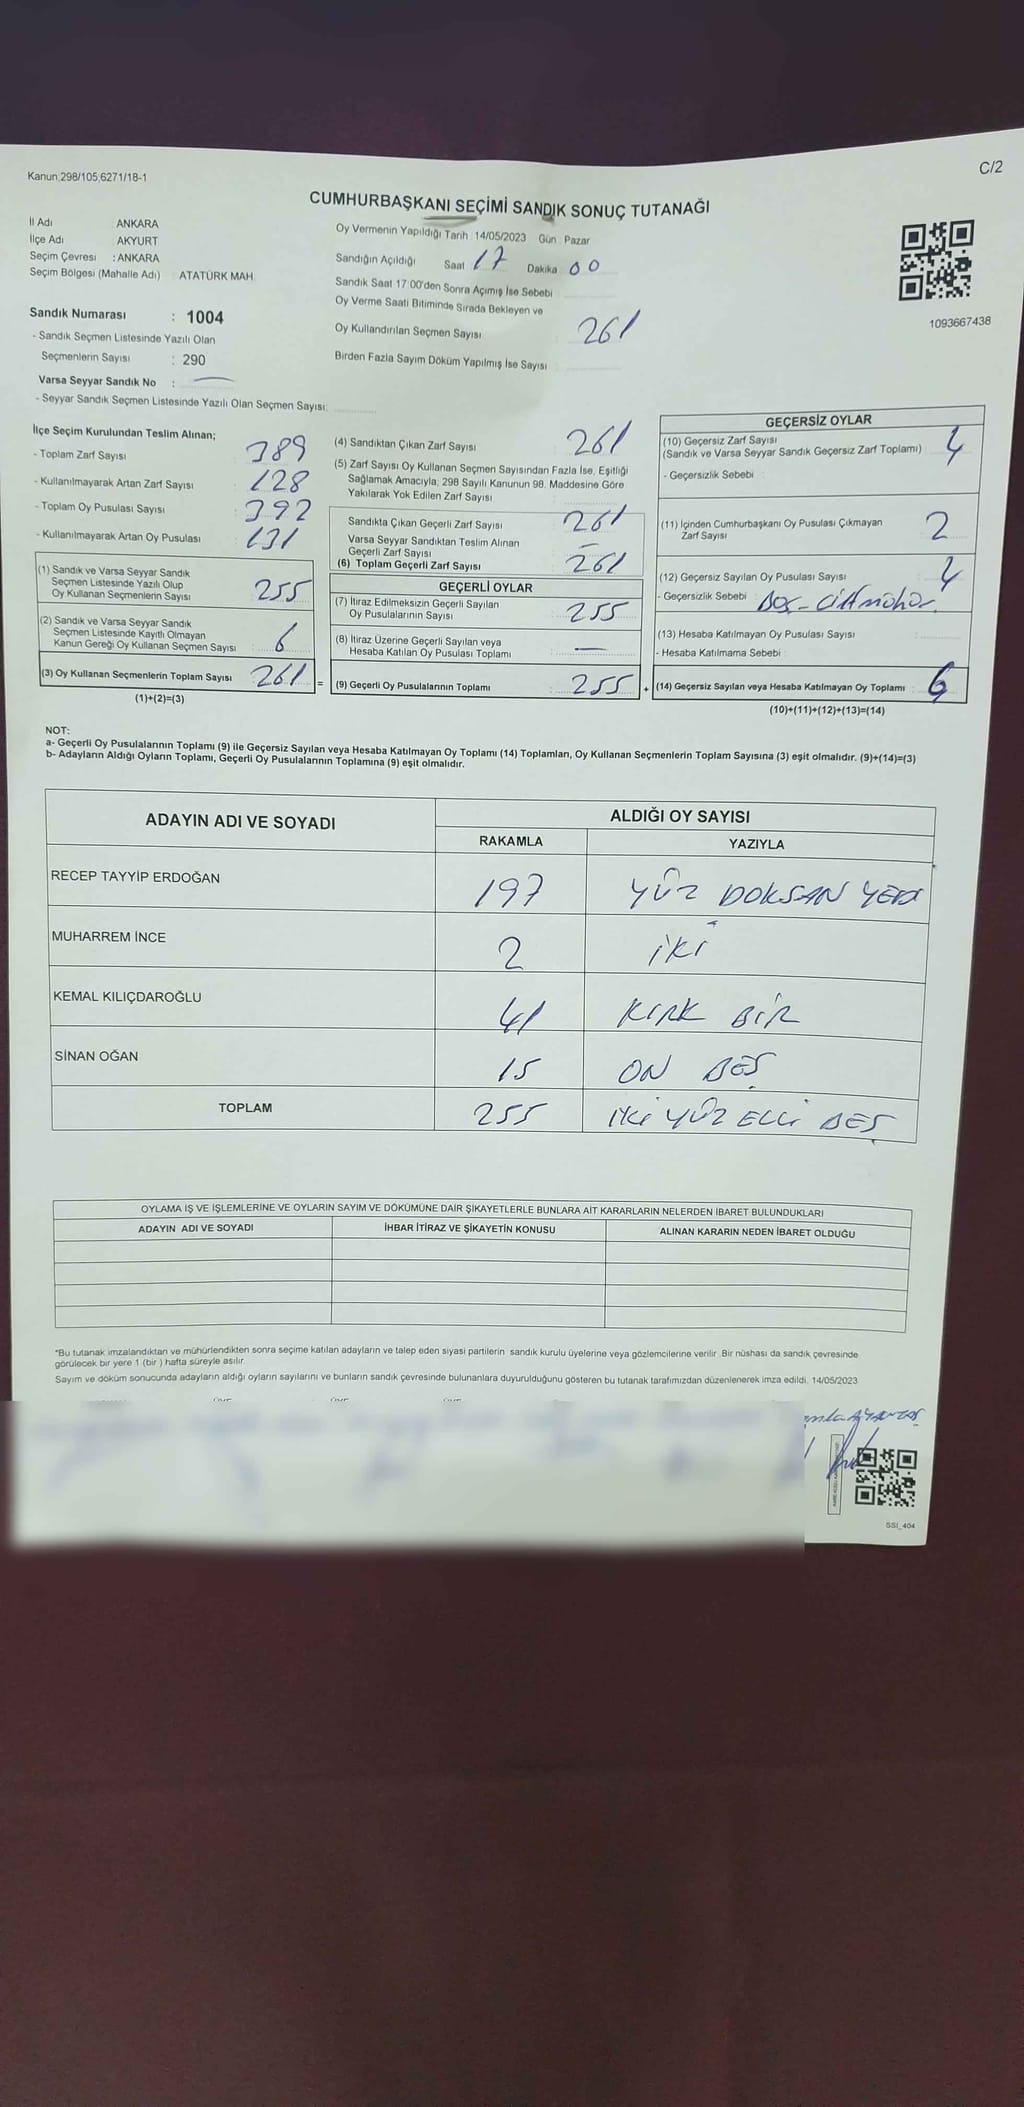 Kanun;298/105;6271/18-1
C/2
CUMHURBAŞKANI SEÇİMİ SANDIK SONUÇ TUTANAĞI
İl Adı ANKARA
İlçe Adı AKYURT
Seçim Çevresi : ANKARA
Seçim Bölgesi (Mahalle Adı) : ATATÜRK MAH.
Sandık Numarası : 1004
- Sandık Seçmen Listesinde Yazılı Olan
Seçmenlerin Sayısı : 290
Varsa Seyyar Sandık No :
- Seyyar Sandık Seçmen Listesinde Yazılı Olan Seçmen Sayısı:
Oy Vermenin Yapıldığı Tarih :14/05/2023 Gün : Pazar
Sandığın Açıldığı Saat 17 Dakika 00
Sandık Saat 17:00'den Sonra Açımış İse Sebebi
Oy Verme Saati Bitiminde Sırada Bekleyen ve
Oy Kullandırılan Seçmen Sayısı 261
Birden Fazla Sayım Döküm Yapılmış İse Sayısı
1093667438
İlçe Seçim Kurulundan Teslim Alınan;
- Toplam Zarf Sayısı 389
- Kullanılmayarak Artan Zarf Sayısı 128
- Toplam Oy Pusulası Sayısı 392
- Kullanılmayarak Artan Oy Pusulası 131
(1) Sandık ve Varsa Seyyar Sandık
Seçmen Listesinde Yazılı Olup
Oy Kullanan Seçmenlerin Sayısı 255
(2) Sandık ve Varsa Seyyar Sandık
Seçmen Listesinde Kayıtlı Olmayan
Kanun Gereği Oy Kullanan Seçmen Sayısı 6
(3) Oy Kullanan Seçmenlerin Toplam Sayısı 261 =
(1)+(2)=(3)
(4) Sandıktan Çıkan Zarf Sayısı 261
(5) Zarf Sayısı Oy Kullanan Seçmen Sayısından Fazla İse, Eşitliği
Sağlamak Amacıyla, 298 Sayılı Kanunun 98. Maddesine Göre
Yakılarak Yok Edilen Zarf Sayısı
Sandıkta Çıkan Geçerli Zarf Sayısı 261
Varsa Seyyar Sandıktan Teslim Alınan
Geçerli Zarf Sayısı –
(6) Toplam Geçerli Zarf Sayısı 261
GEÇERLİ OYLAR
(7) İtiraz Edilmeksizin Geçerli Sayılan
Oy Pusulalarının Sayısı 255
(8) İtiraz Üzerine Geçerli Sayılan veya
Hesaba Katılan Oy Pusulası Toplamı —
(9) Geçerli Oy Pusulalarının Toplamı 255 +
GEÇERSİZ OYLAR
(10) Geçersiz Zarf Sayısı
(Sandık ve Varsa Seyyar Sandık Geçersiz Zarf Toplamı) 4
- Geçersizlik Sebebi :
(11) İçinden Cumhurbaşkanı Oy Pusulası Çıkmayan
Zarf Sayısı 2
(12) Geçersiz Sayılan Oy Pusulası Sayısı 4
- Geçersizlik Sebebi : BOŞ –
(13) Hesaba Katılmayan Oy Pusulası Sayısı :
- Hesaba Katılmama Sebebi :
(14) Geçersiz Sayılan veya Hesaba Katılmayan Oy Toplamı : 6
(10)+(11)+(12)+(13)=(14)
NOT:
a- Geçerli Oy Pusulalarının Toplamı (9) ile Geçersiz Sayılan veya Hesaba Katılmayan Oy Toplamı (14) Toplamları, Oy Kullanan Seçmenlerin Toplam Sayısına (3) eşit olmalıdır. (9)+(14)=(3)
b- Adayların Aldığı Oyların Toplamı, Geçerli Oy Pusulalarının Toplamına (9) eşit olmalıdır.
ADAYIN ADI VE SOYADI ALDIĞI OY SAYISI
RAKAMLA YAZIYLA
RECEP TAYYİP ERDOĞAN 197 YÜZ DOKSAN YEDİ
MUHARREM İNCE 2 İKİ
KEMAL KILIÇDAROĞLU 41 KIRK BİR
SİNAN OĞAN 15 ON BEŞ
TOPLAM 255 İKİ YÜZ ELLİ BEŞ
OYLAMA İŞ VE İŞLEMLERİNE VE OYLARIN SAYIM VE DÖKÜMÜNE DAİR ŞİKAYETLERLE BUNLARA AİT KARARLARIN NELERDEN İBARET BULUNDUKLARI
ADAYIN ADI VE SOYADI İHBAR İTİRAZ VE ŞİKAYETİN KONUSU ALINAN KARARIN NEDEN İBARET OLDUĞU
*Bu tutanak imzalandıktan ve mühürlendikten sonra seçime katılan adayların ve talep eden siyasi partilerin sandık kurulu üyelerine veya gözlemcilerine verilir. Bir nüshası da sandık çevresinde
görülecek bir yere 1 (bir ) hafta süreyle asılır.
Sayım ve döküm sonucunda adayların aldığı oyların sayılarını ve bunların sandık çevresinde bulunanlara duyurulduğunu gösteren bu tutanak tarafımızdan düzenlenerek imza edildi. 14/05/2023
SSI_404